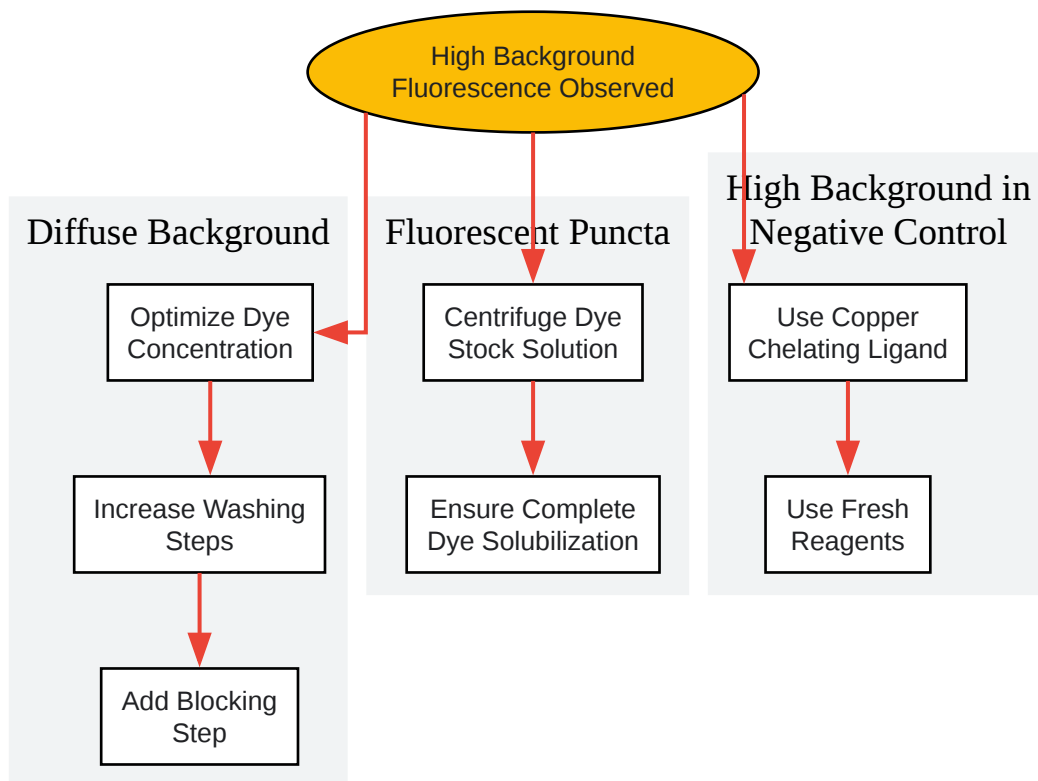 High Background
Fluorescence Observed
Diffuse Background
Optimize Dye
Concentration
Increase Washing
Steps
Add Blocking
Step
Fluorescent Puncta
Centrifuge Dye
Stock Solution
Ensure Complete
Dye Solubilization
High Background in
Negative Control
Use Copper
Chelating Ligand
Use Fresh
Reagents